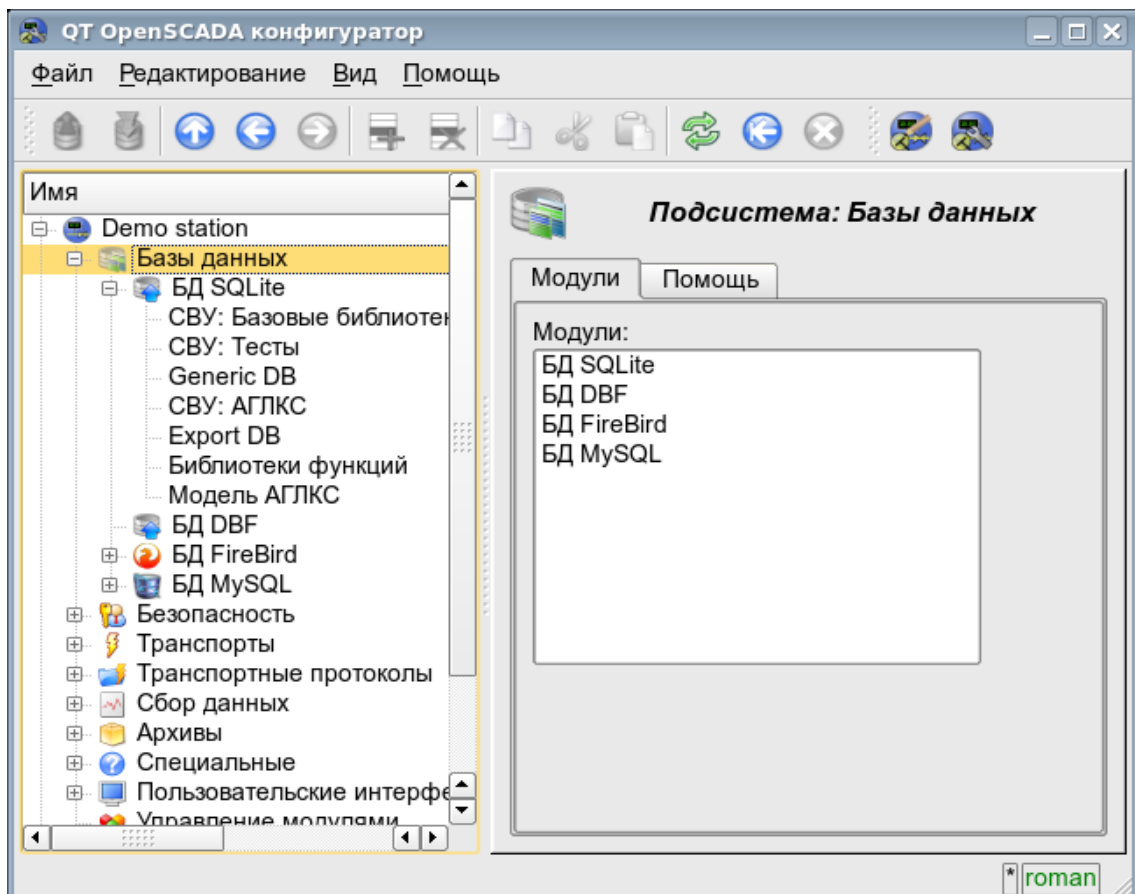 QT OpenSCADA конфигуратор
Файл Редактирование Вид Помощь
Имя
Demo station
Базы данных
БД SQLite
СВУ: Базовые библиотек
СВУ: Тесты
Generic DB
СВУ: АГЛКС
Export DB
Библиотеки функций
Модель АГЛКС
БД DBF
БД FireBird
БД MySQL
Безопасность
Транспорты
Транспортные протоколы
Сбор данных
Архивы
Специальные
Пользовательские интерфе
Управление модулями
Подсистема: Базы данных
Модули Помощь
Модули:
БД SQLite
БД DBF
БД FireBird
БД MySQL
* roman